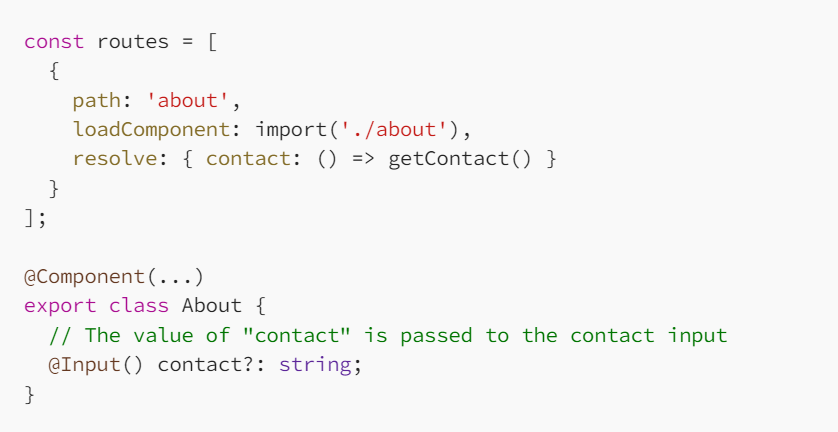 const routes = [
  {
    path: 'about',
    loadComponent: import('./about'),
    resolve: { contact: () => getContact() }
  }
];

@Component(...)
export class About {
  // The value of "contact" is passed to the contact input
  @Input() contact?: string;
}